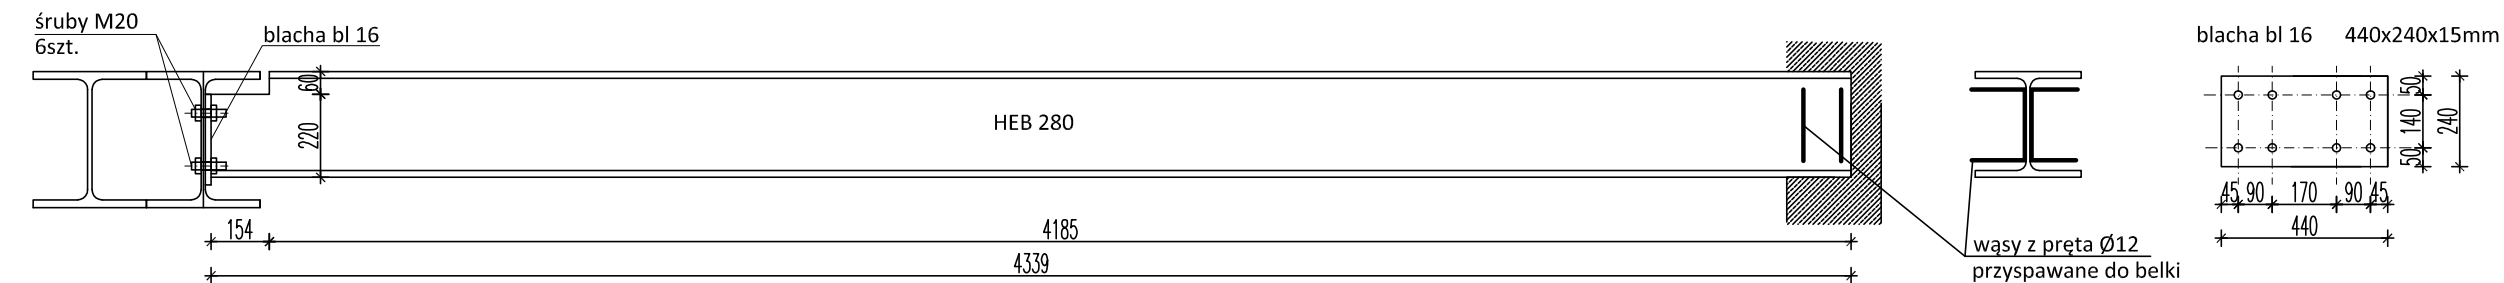 śruby M20
6szt.
blacha bl 16
60
220
HEB 280
154
4185
4339
wąsy z pręta Ø12
przyspawane do belki
blacha bl 16 440x240x15mm
50
140
50
240
45 90 170 90 45
440